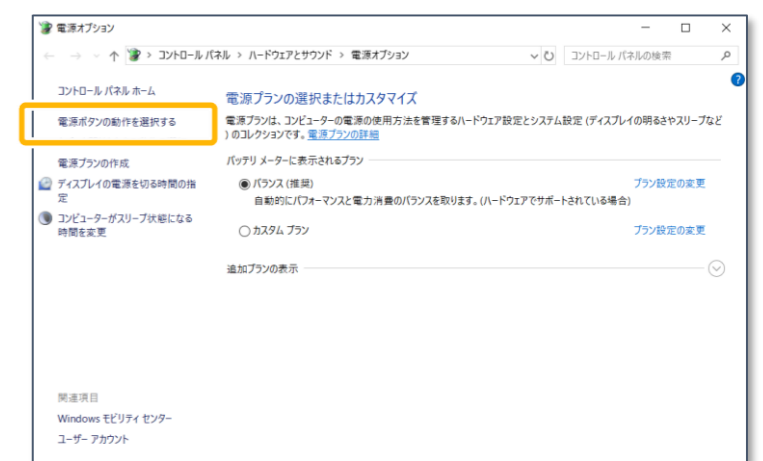 電源オプション
コントロール パネル > ハードウェアとサウンド > 電源オプション
コントロール パネルの検索
コントロール パネル ホーム
電源ボタンの動作を選択する
電源プランの作成
ディスプレイの電源を切る時間の指
定
コンピューターがスリープ状態になる
時間を変更
電源プランの選択またはカスタマイズ
電源プランは、コンピューターの電源の使用方法を管理するハードウェア設定とシステム設定 (ディスプレイの明るさやスリープなど
) のコレクションです。電源プランの詳細
バッテリ メーターに表示されるプラン
バランス (推奨) プラン設定の変更
自動的にパフォーマンスと電力消費のバランスを取ります。(ハードウェアでサポートされている場合)
カスタム プラン プラン設定の変更
追加プランの表示
関連項目
Windows モビリティ センター
ユーザー アカウント